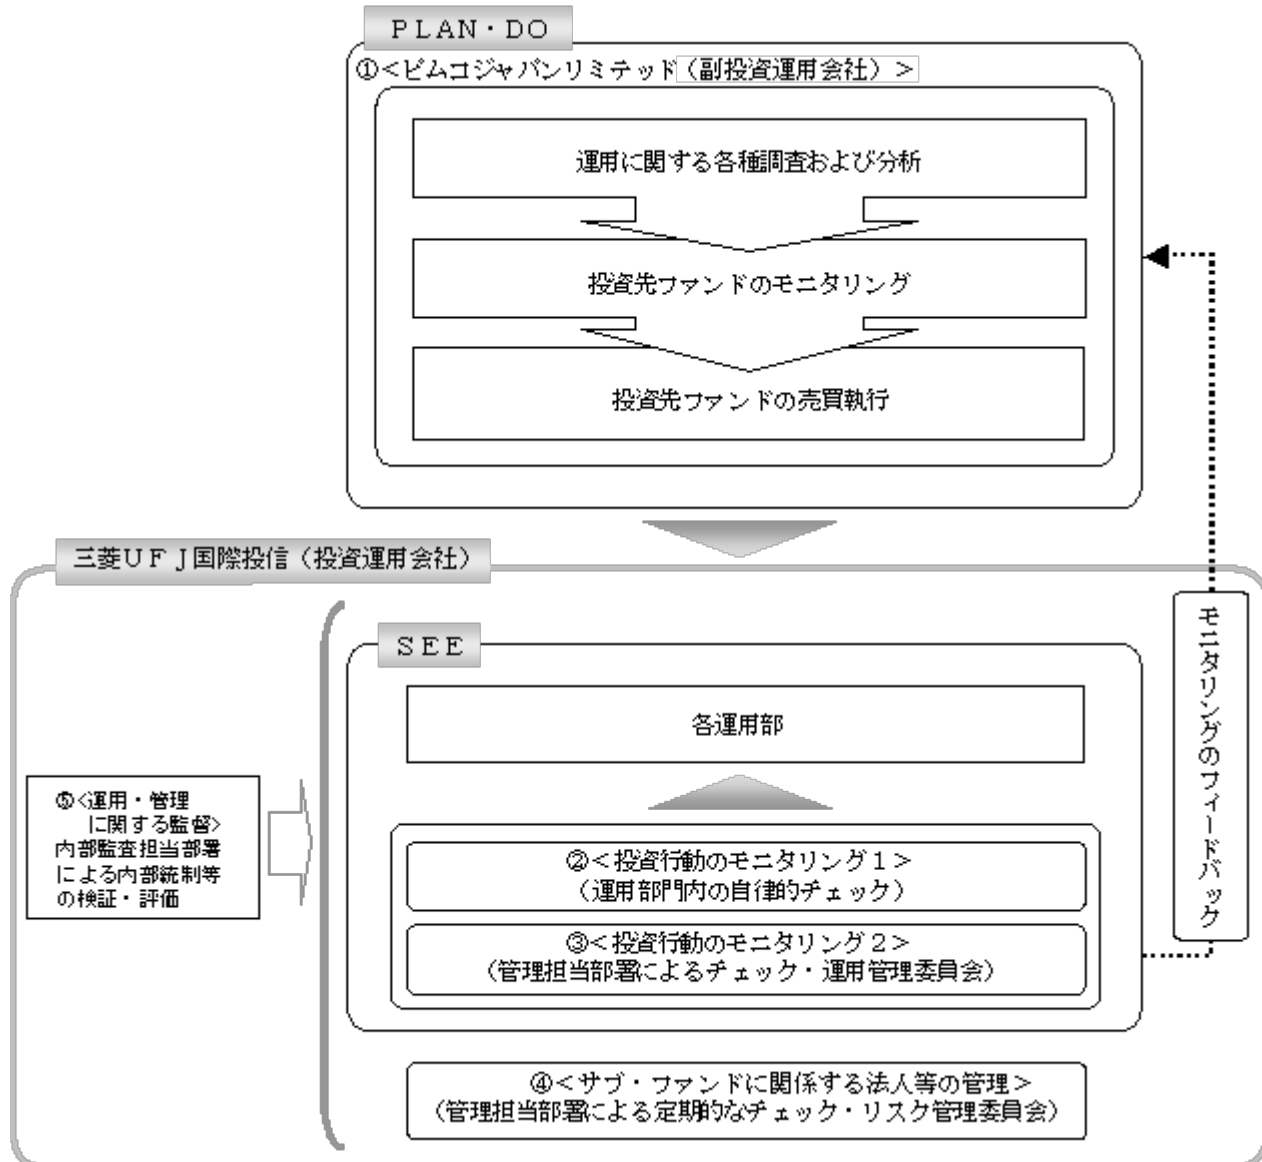 ＰＬＡＮ・ＤＯ
①＜ピムコジャパンリミテッド（副投資運用会社）＞
運用に関する各種調査および分析
投資先ファンドのモニタリング
投資先ファンドの売買執行
三菱ＵＦＪ国際投信（投資運用会社）
ＳＥＥ
各運用部
②＜投資行動のモニタリング１＞
（運用部門内の自律的チェック）
③＜投資行動のモニタリング２＞
（管理担当部署によるチェック・運用管理委員会）
④＜サブ・ファンドに関係する法人等の管理＞
（管理担当部署による定期的なチェック・リスク管理委員会）
⑤<運用・管理
に関する監督>
内部監査担当部署
による内部統制等
の検証・評価
モニタリングのフィードバック